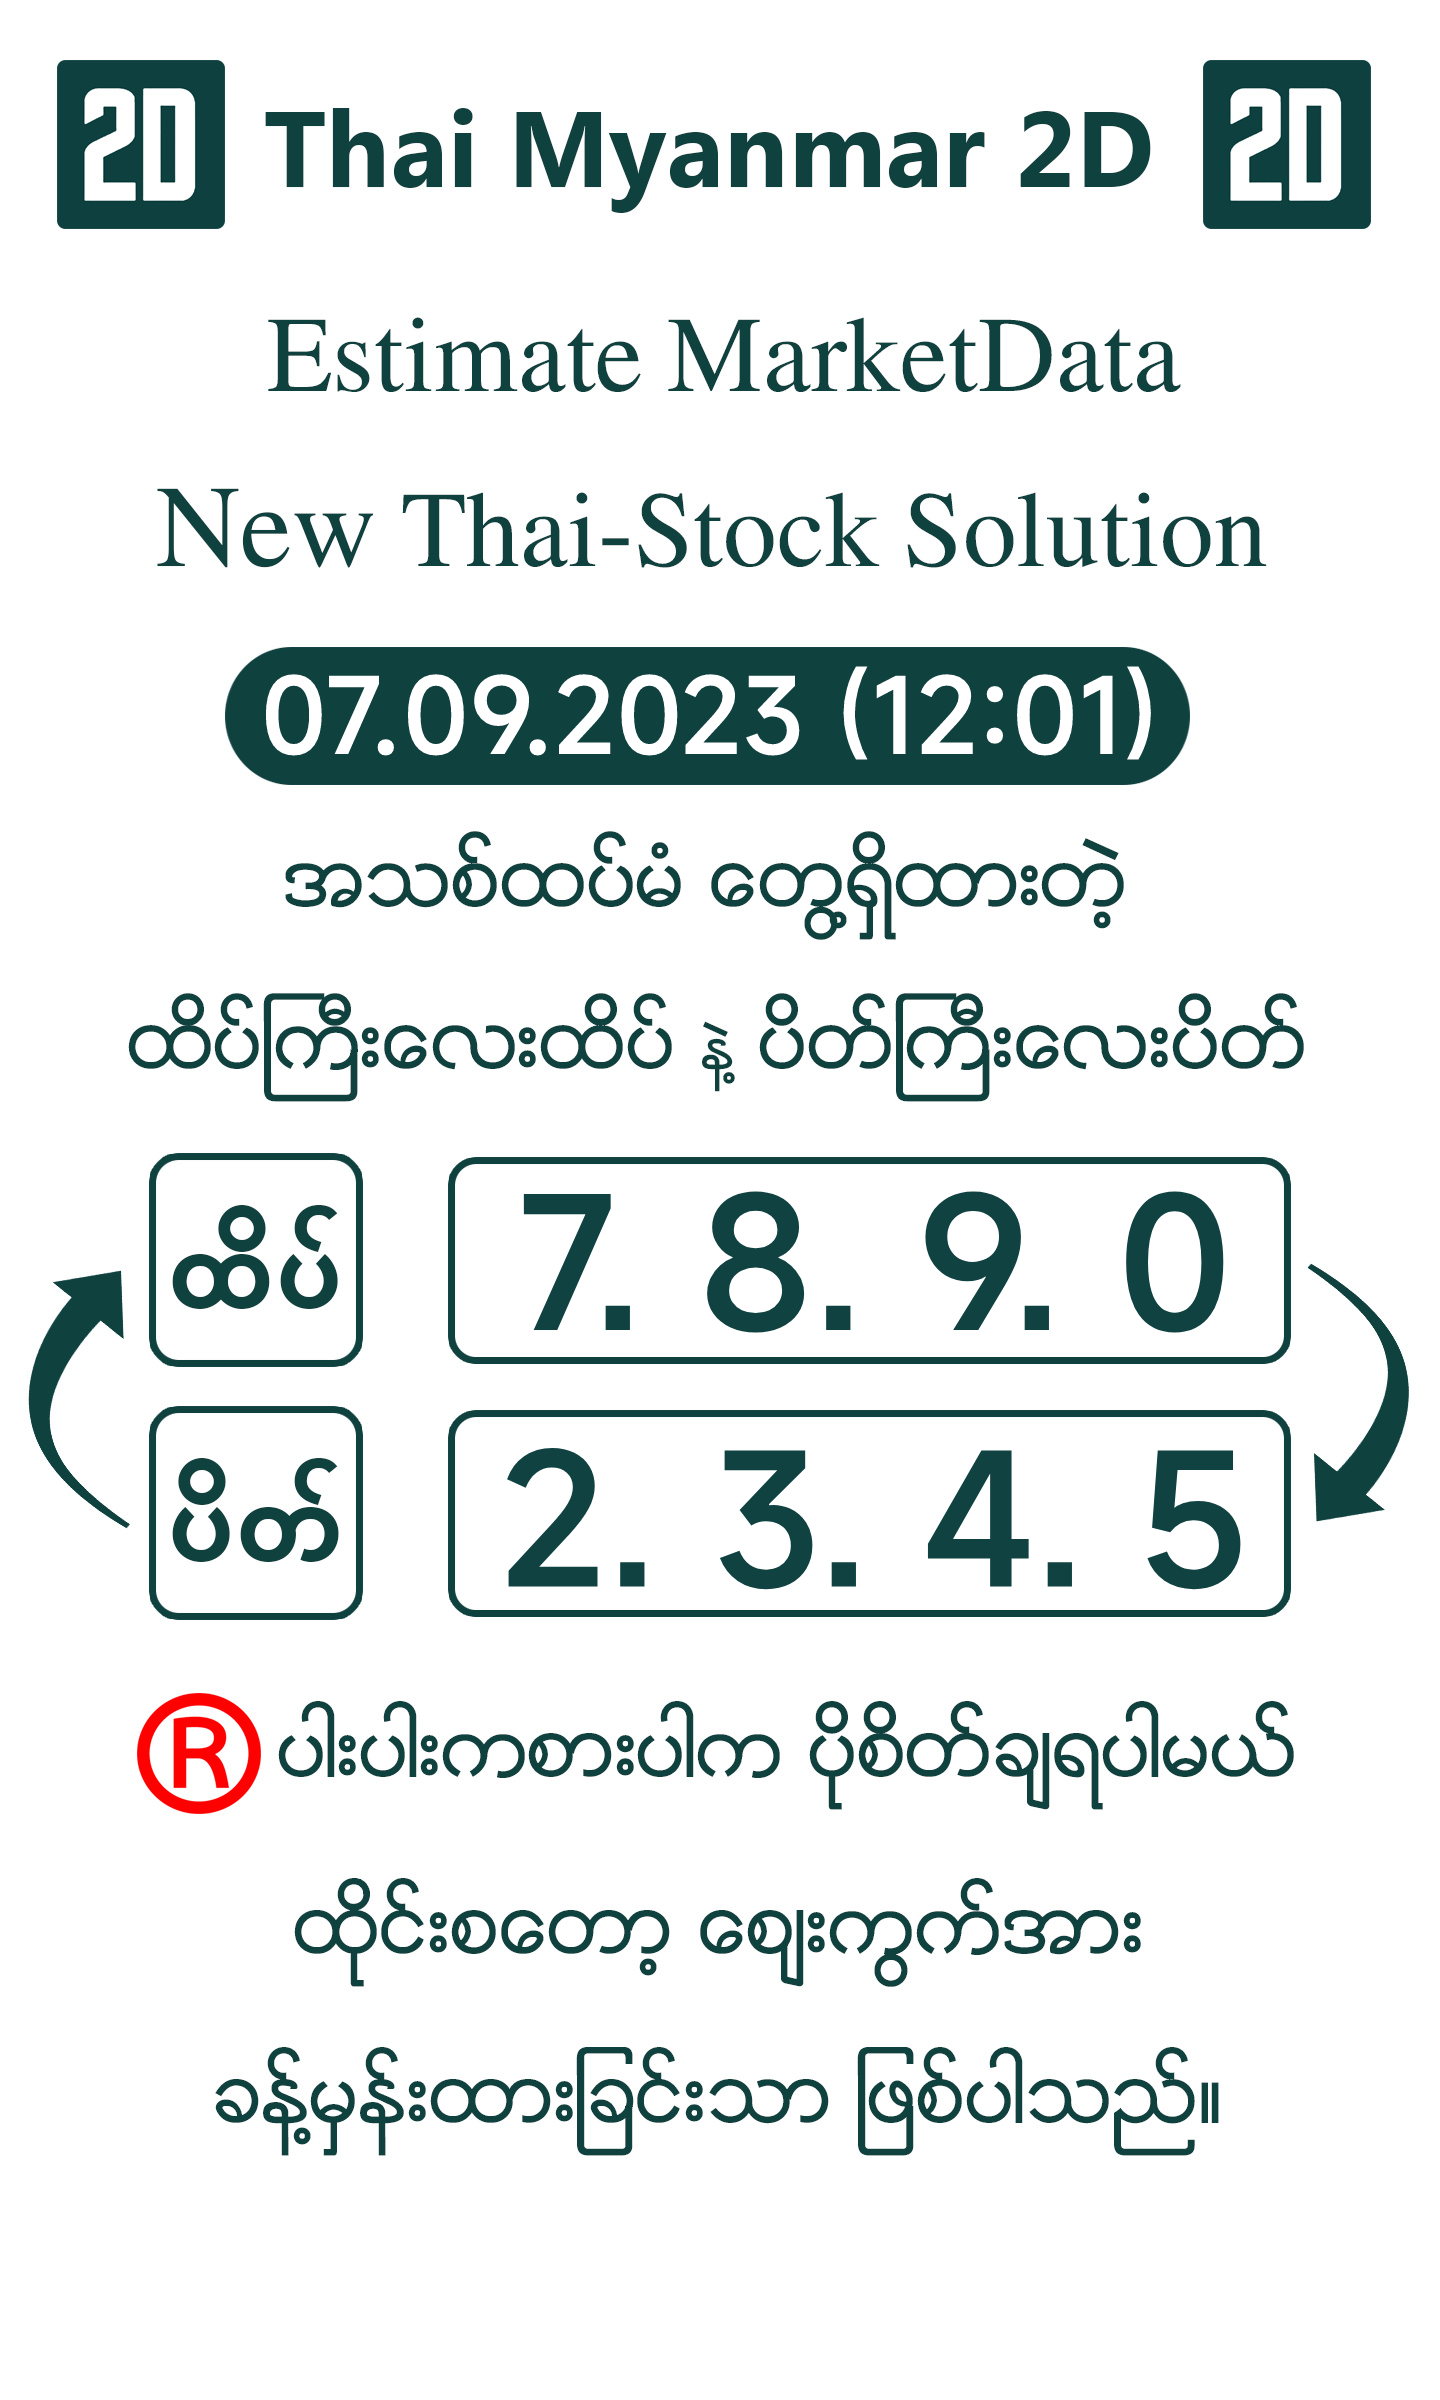 2D Thai Myanmar 2D 2D
Estimate MarketData
New Thai-Stock Solution
07.09.2023 (12:01)
အသစ်ထပ်မံ တွေ့ရှိထားတဲ့
ထိပ်ကြီးလေးထိပ် နဲ့ ပိတ်ကြီးလေးပိတ်
ထိပ် 7. 8. 9. 0
ပိတ် 2. 3. 4. 5
® ပါးပါးကစားပါက ပိုစိတ်ချရပါမယ်
ထိုင်းစတော့ ဈေးကွက်အား
ခန့်မှန်းထားခြင်းသာ ဖြစ်ပါသည်။